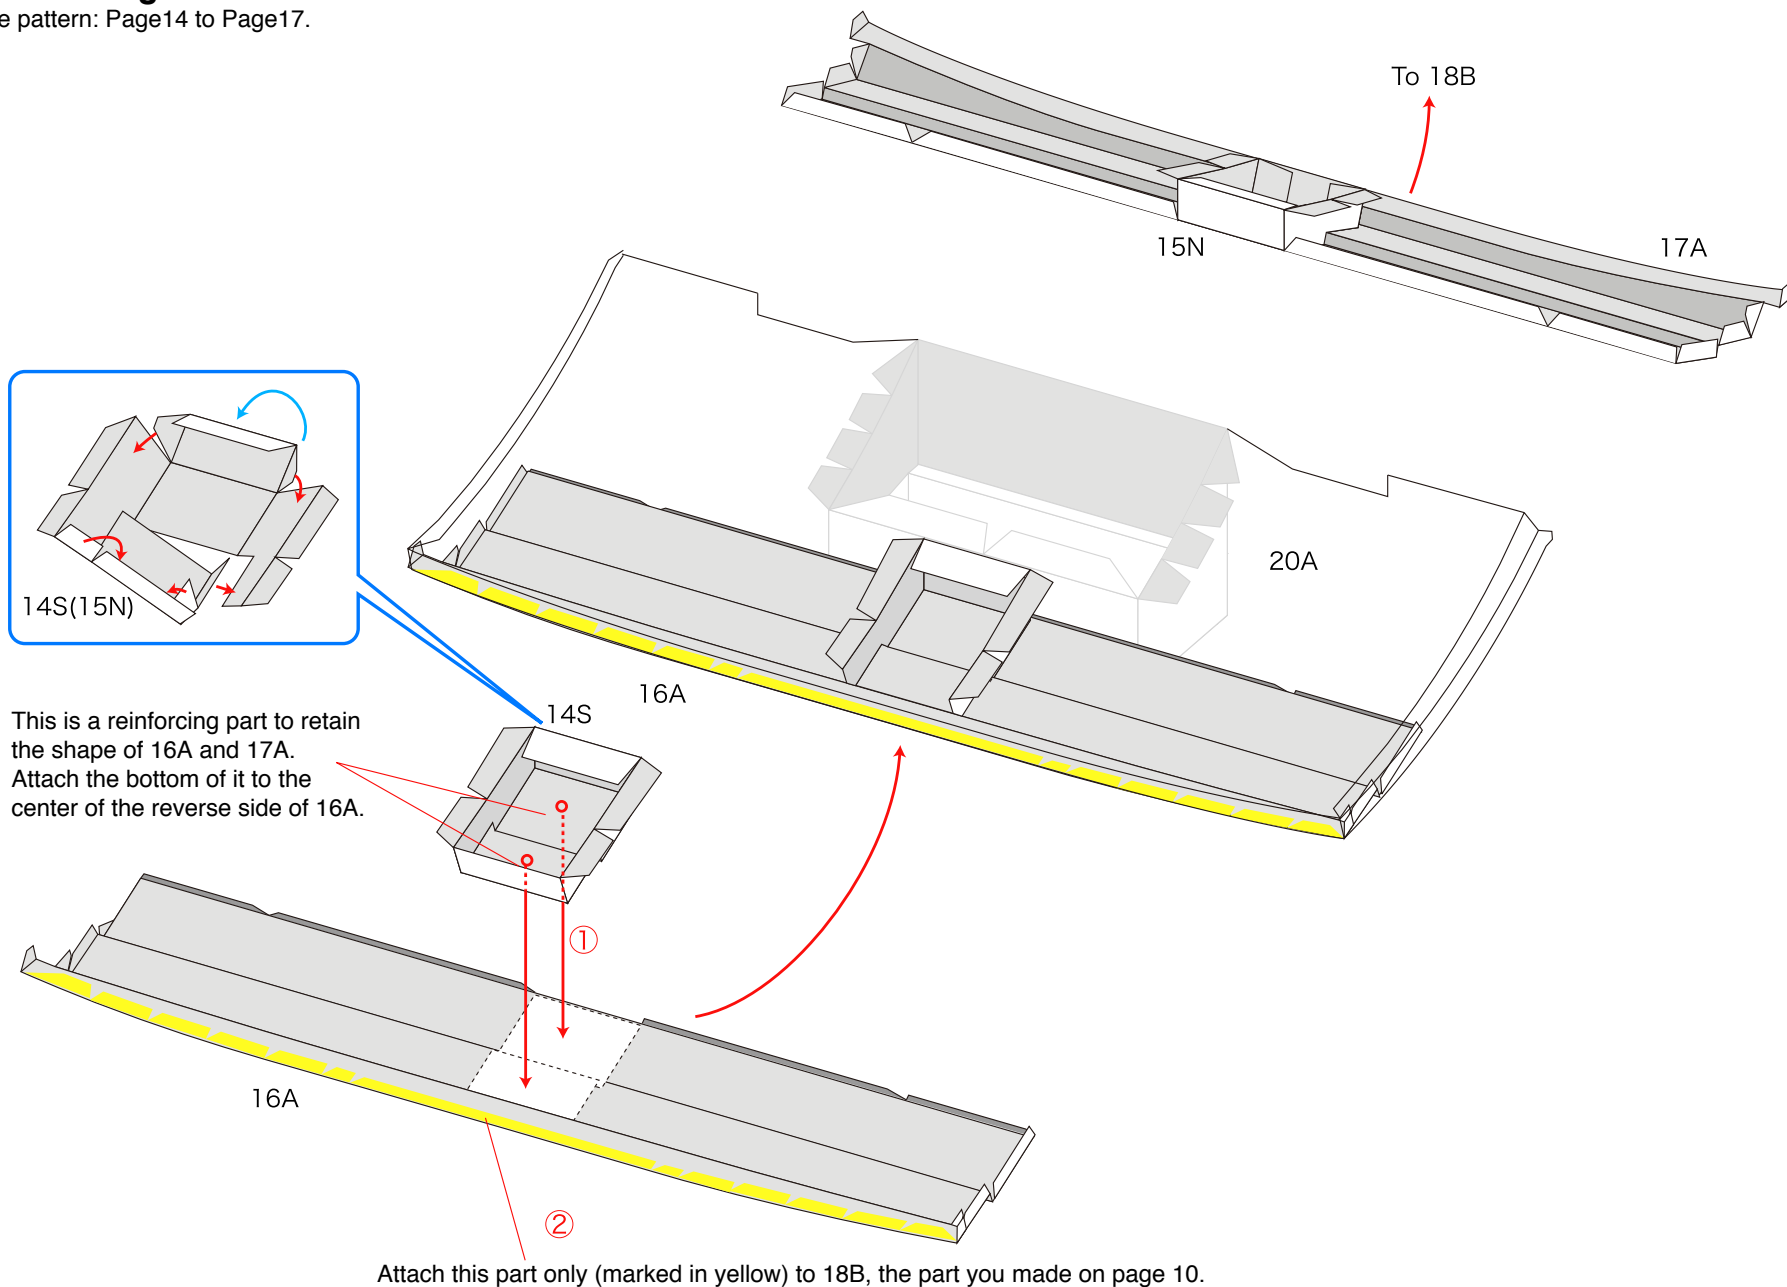 e pattern: Page14 to Page17.
To 18B
15N
17A
20A
14S(15N)
16A
14S
This is a reinforcing part to retain
the shape of 16A and 17A.
Attach the bottom of it to the
center of the reverse side of 16A.
①
16A
②
Attach this part only (marked in yellow) to 18B, the part you made on page 10.